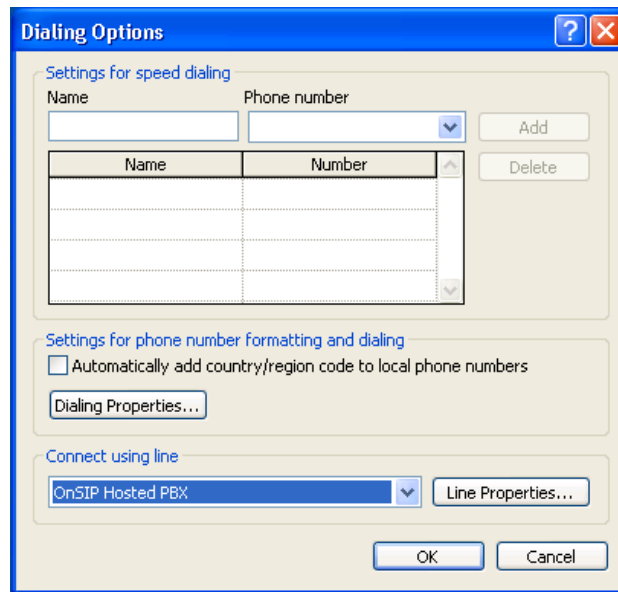 Dialing Options
Settings for speed dialing
Name Phone number
Add
Name Number Delete
Settings for phone number formatting and dialing
Automatically add country/region code to local phone numbers
Dialing Properties...
Connect using line
OnSIP Hosted PBX Line Properties...
OK Cancel